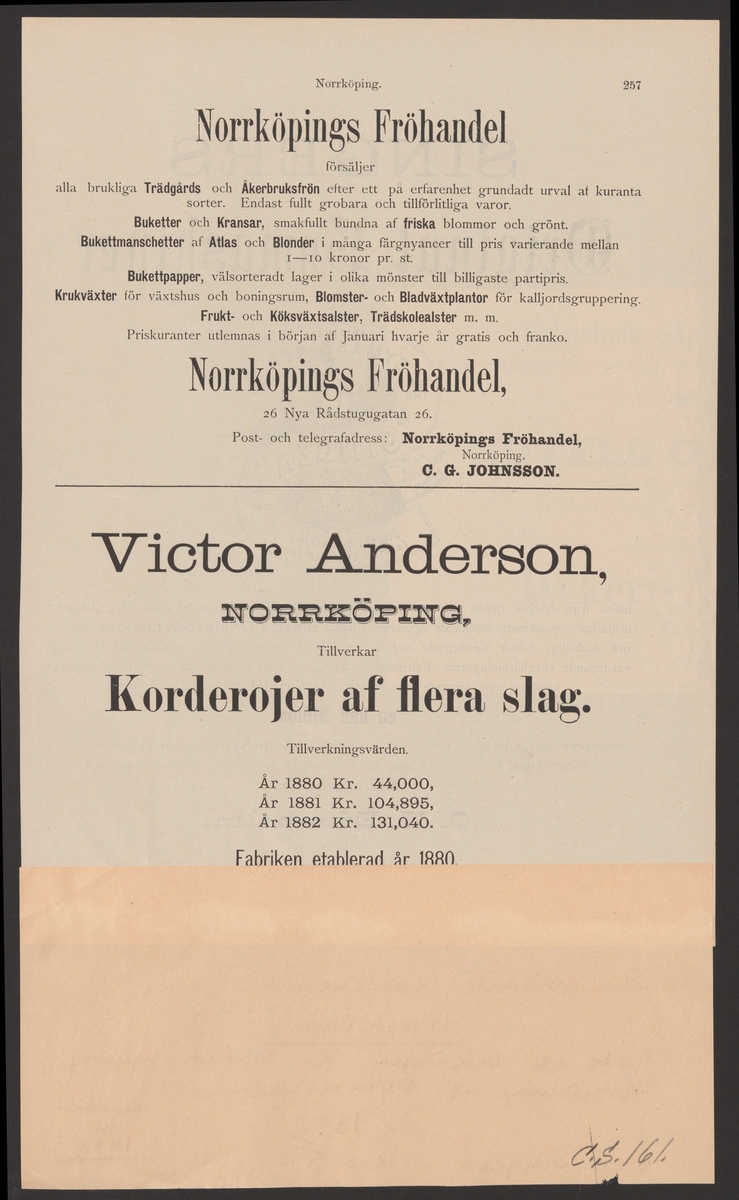 Norrköping. 257
Norrköpings Fröhandel
försäljer
alla brukliga Trädgårds och Åkerbruksfrön efter ett på erfarenhet grundadt urval af kuranta
sorter. Endast fullt grobara och tillförlitliga varor.
Buketter och Kransar, smakfullt bundna af friska blommor och grönt.
Bukettmanschetter af Atlas och Blonder i många färgnyancer till pris varierande mellan
1—10 kronor pr. st.
Bukettpapper, välsorteradt lager i olika mönster till billigaste partipris.
Krukväxter för växtshus och boningsrum, Blomster- och Bladväxtplantor för kalljordsgruppering.
Frukt- och Köksväxtsalster, Trädskolealster m. m.
Priskuranter utlemnas i början af Januari hvarje år gratis och franko.
Norrköpings Fröhandel,
26 Nya Rådstugugatan 26.
Post- och telegrafadress: Norrköpings Fröhandel,
Norrköping.
C. G. JOHNSSON.
Victor Anderson,
NORRKÖPING,
Tillverkar
Korderojer af flera slag.
Tillverkningsvärden.
År 1880 Kr. 44,000,
År 1881 Kr. 104,895,
År 1882 Kr. 131,040.
Fabriken etablerad år 1880.
C.S. 161.